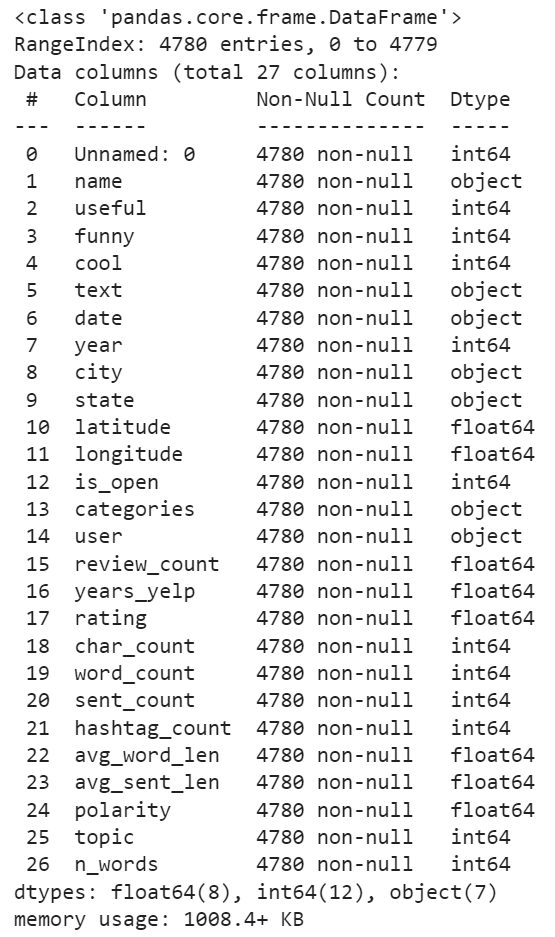 <class 'pandas.core.frame.DataFrame'>
RangeIndex: 4780 entries, 0 to 4779
Data columns (total 27 columns):
 #   Column         Non-Null Count  Dtype
---  ------         --------------  -----
 0   Unnamed: 0     4780 non-null   int64
 1   name           4780 non-null   object
 2   useful         4780 non-null   int64
 3   funny          4780 non-null   int64
 4   cool           4780 non-null   int64
 5   text           4780 non-null   object
 6   date           4780 non-null   object
 7   year           4780 non-null   int64
 8   city           4780 non-null   object
 9   state          4780 non-null   object
 10  latitude       4780 non-null   float64
 11  longitude      4780 non-null   float64
 12  is_open        4780 non-null   int64
 13  categories     4780 non-null   object
 14  user           4780 non-null   object
 15  review_count   4780 non-null   float64
 16  years_yelp     4780 non-null   float64
 17  rating         4780 non-null   float64
 18  char_count     4780 non-null   int64
 19  word_count     4780 non-null   int64
 20  sent_count     4780 non-null   int64
 21  hashtag_count  4780 non-null   int64
 22  avg_word_len   4780 non-null   float64
 23  avg_sent_len   4780 non-null   float64
 24  polarity       4780 non-null   float64
 25  topic          4780 non-null   int64
 26  n_words        4780 non-null   int64
dtypes: float64(8), int64(12), object(7)
memory usage: 1008.4+ KB